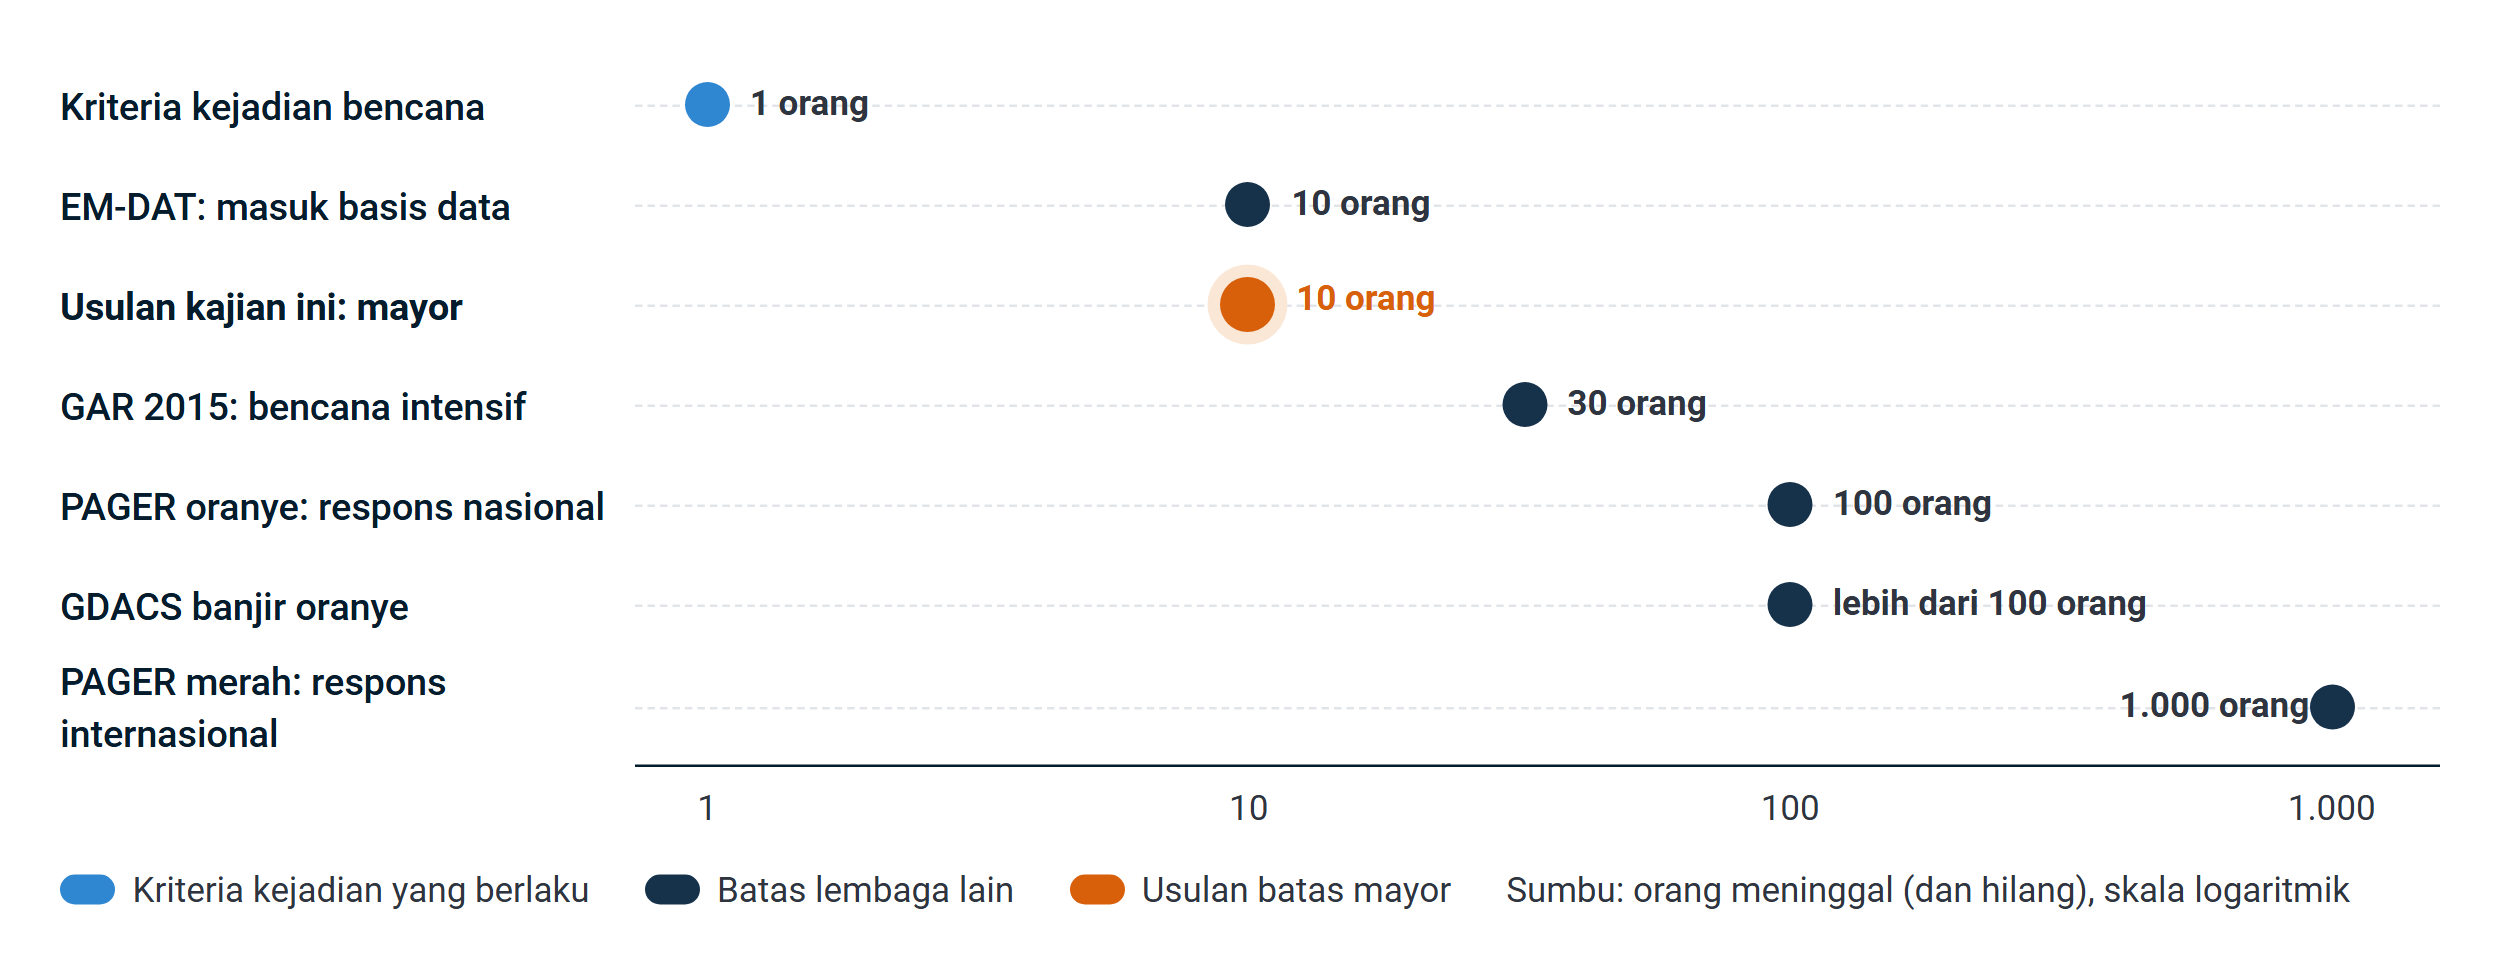 Kriteria kejadian bencana
1 orang
EM-DAT: masuk basis data
10 orang
Usulan kajian ini: mayor
10 orang
GAR 2015: bencana intensif
30 orang
PAGER oranye: respons nasional
100 orang
GDACS banjir oranye
lebih dari 100 orang
PAGER merah: respons
internasional
1.000 orang
1 10 100 1.000
Kriteria kejadian yang berlaku Batas lembaga lain Usulan batas mayor Sumbu: orang meninggal (dan hilang), skala logaritmik